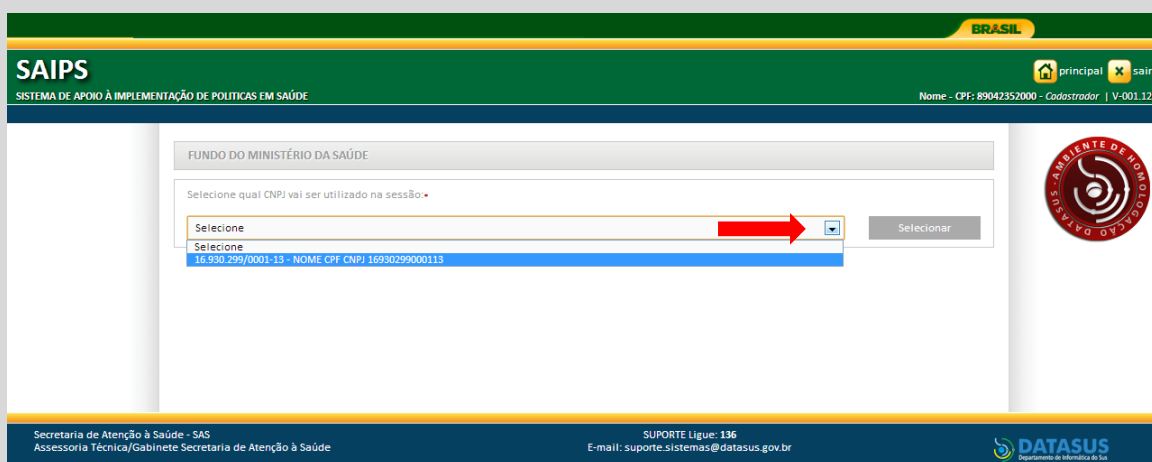 BRASIL
SAIPS
principal
sair
SISTEMA DE APOIO À IMPLEMENTAÇÃO DE POLITICAS EM SAÚDE
Nome - CPF: 89042352000 - Cadastrador | V-001.12
FUNDO DO MINISTÉRIO DA SAÚDE
AMBIENTE DE HOMOLOGAÇÃO DATASUS -
Selecione qual CNPJ vai ser utilizado na sessão:
Selecione
Selecionar
Selecione
16.930.299/0001-13 - NOME CPF CNPJ 16930299000113
Secretaria de Atenção à Saúde - SAS
Assessoria Técnica/Gabinete Secretaria de Atenção à Saúde
SUPORTE Ligue: 136
E-mail: suporte.sistemas@datasus.gov.br
DATASUS
Departamento de Informática do Sus